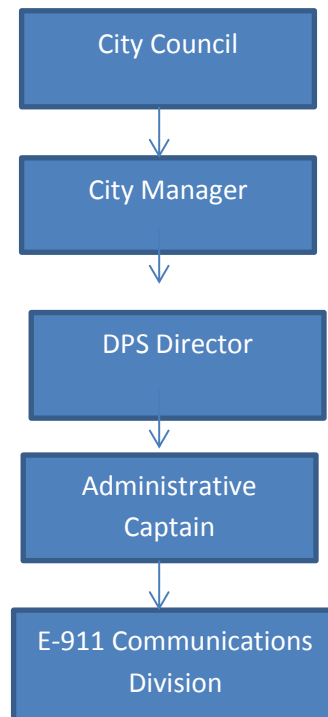 City Council
City Manager
DPS Director
Administrative
Captain
E-911 Communications
Division